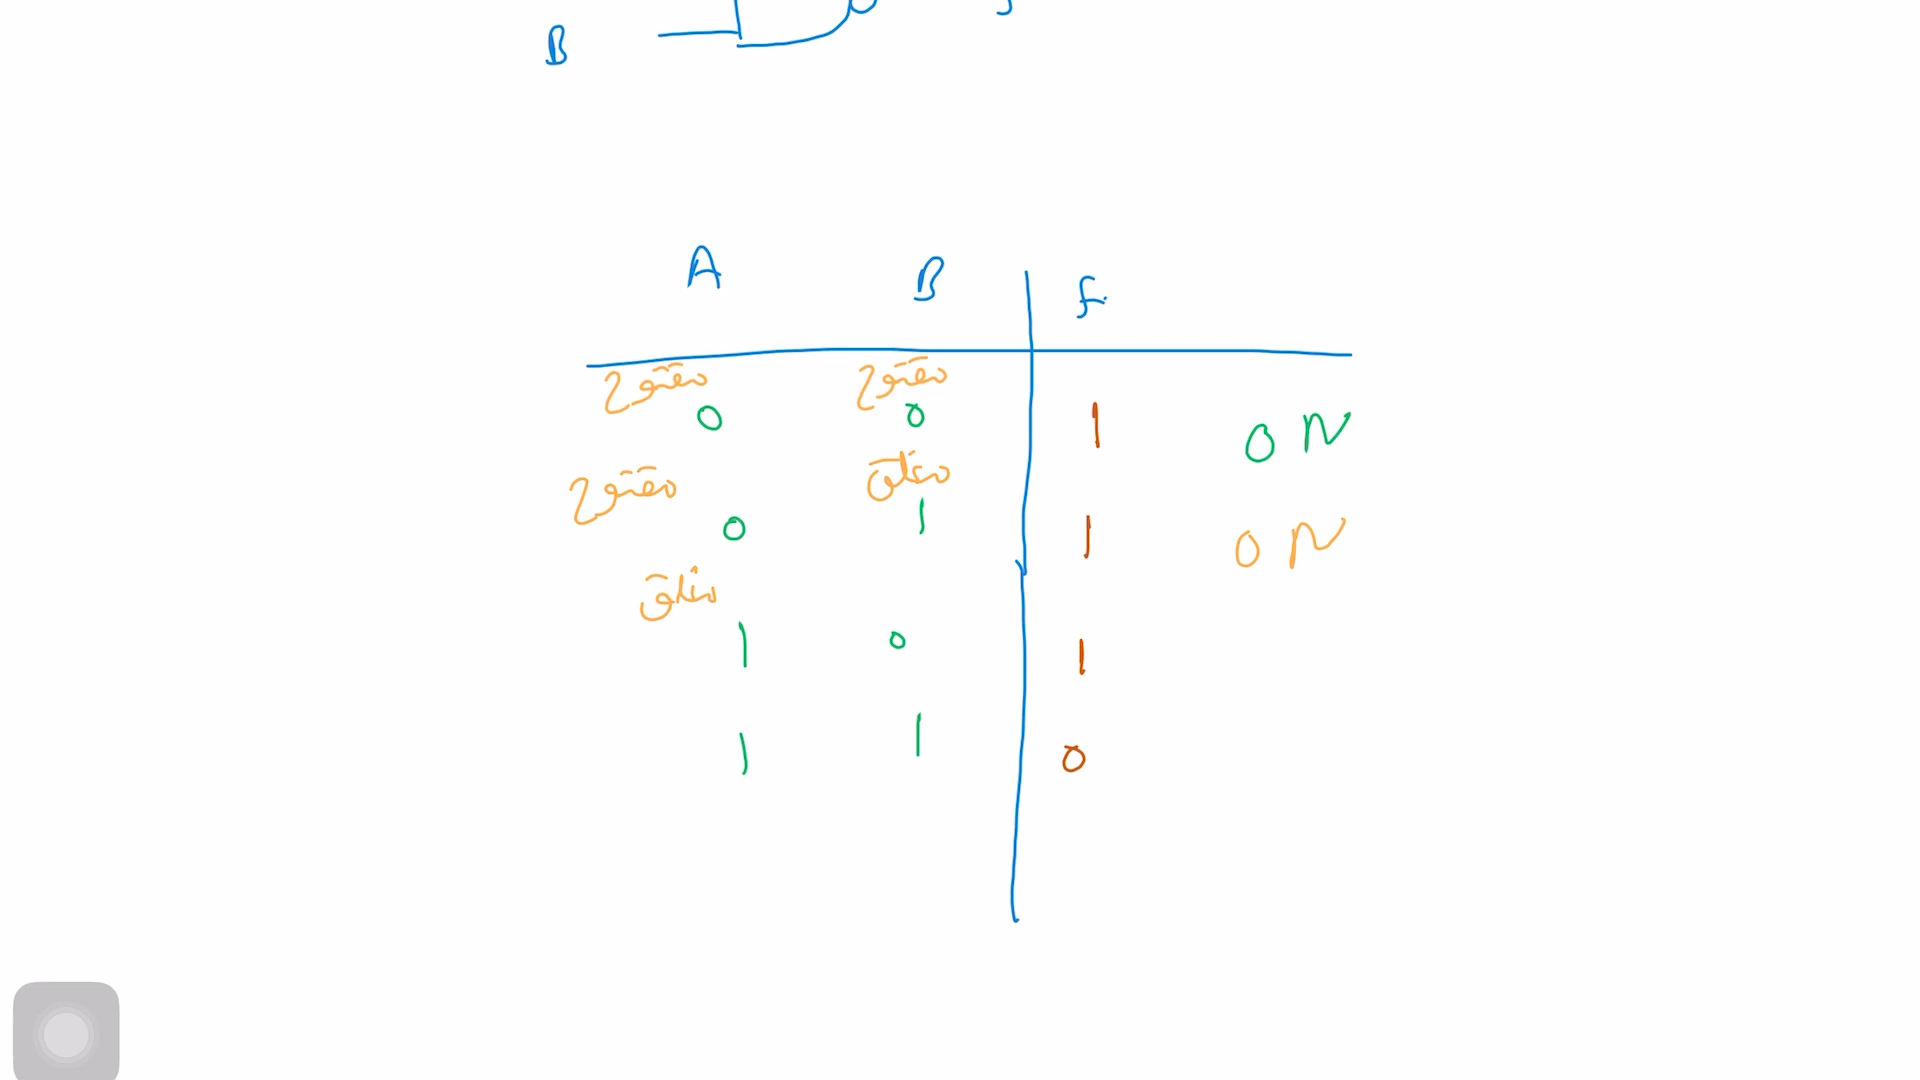 B
A B f
مفتوح مفتوح
0 0 1 ON
مفتوح مغلق
0 1 1 ON
مغلق
1 0 1
1 1 0